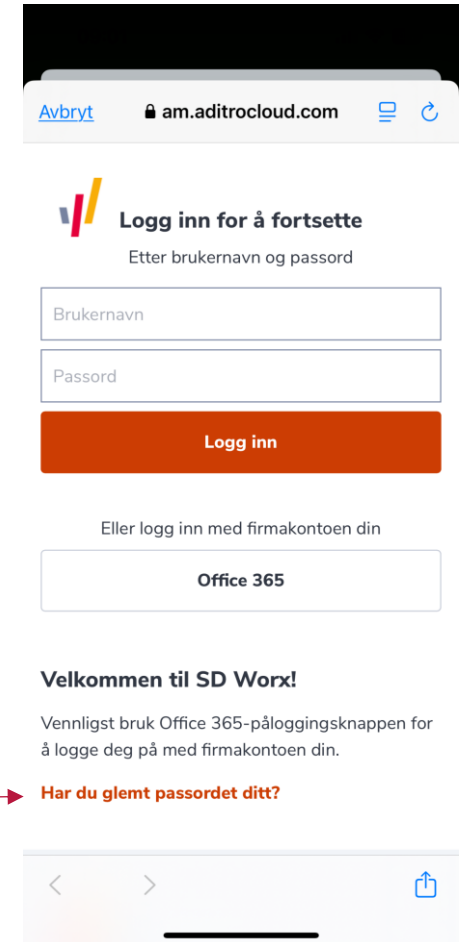 Avbryt am.aditrocloud.com
Logg inn for å fortsette
Etter brukernavn og passord
Brukernavn
Passord
Logg inn
Eller logg inn med firmakontoen din
Office 365
Velkommen til SD Worx!
Vennligst bruk Office 365-påloggingsknappen for
å logge deg på med firmakontoen din.
Har du glemt passordet ditt?